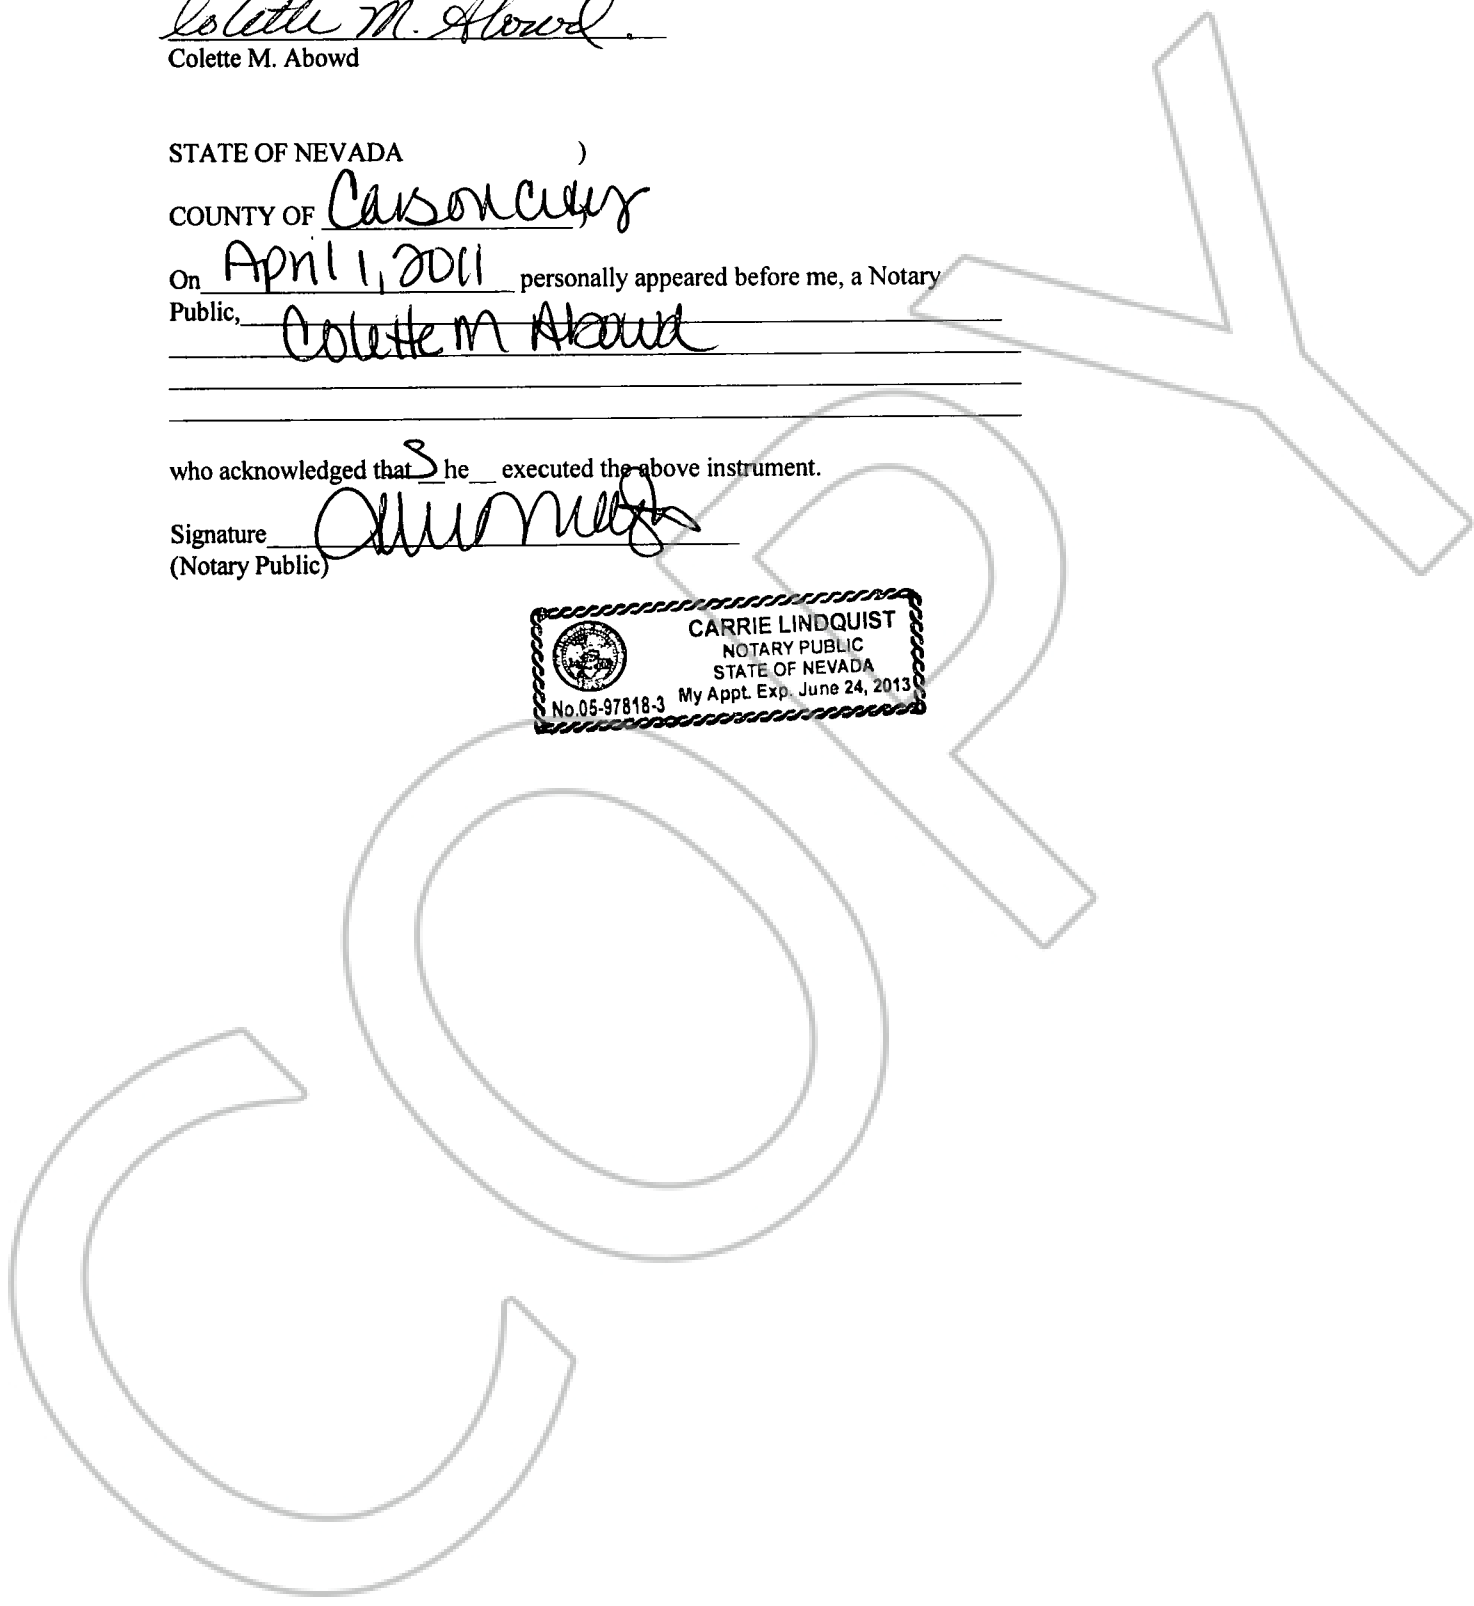 Colette M. Abowd
Colette M. Abowd
STATE OF NEVADA )
COUNTY OF Carson City )
On April 1, 2011 personally appeared before me, a Notary
Public, Colette M Abowd
who acknowledged that She__ executed the above instrument.
Signature
(Notary Public)
CARRIE LINDQUIST
NOTARY PUBLIC
STATE OF NEVADA
My Appt. Exp. June 24, 2013
No.05-97818-3
COPY